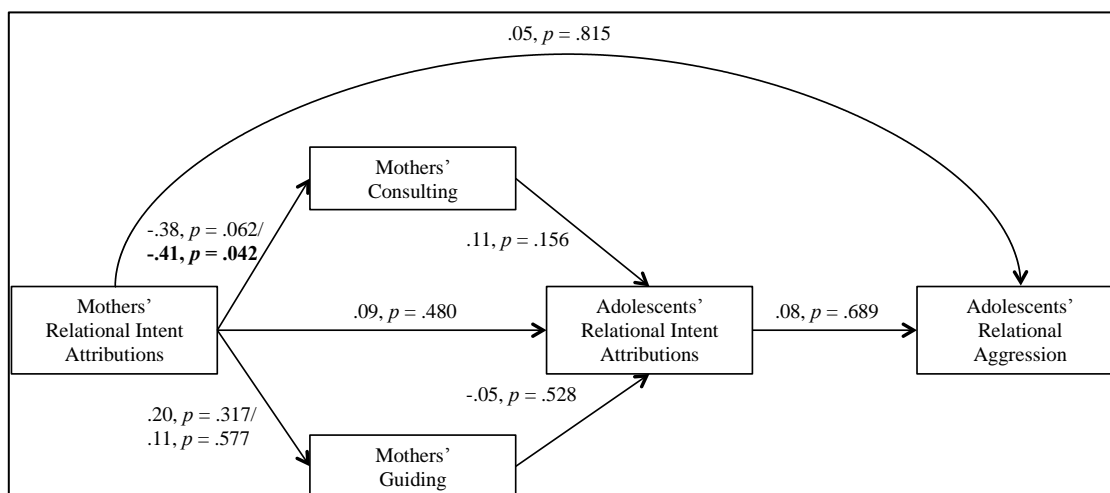 .05, p = .815
Mothers’
Consulting
-.38, p = .062/
-.41, p = .042
.11, p = .156
Mothers’
Relational Intent
Attributions
.09, p = .480
Adolescents’
Relational Intent
Attributions
.08, p = .689
Adolescents’
Relational
Aggression
.20, p = .317/
.11, p = .577
-.05, p = .528
Mothers’
Guiding